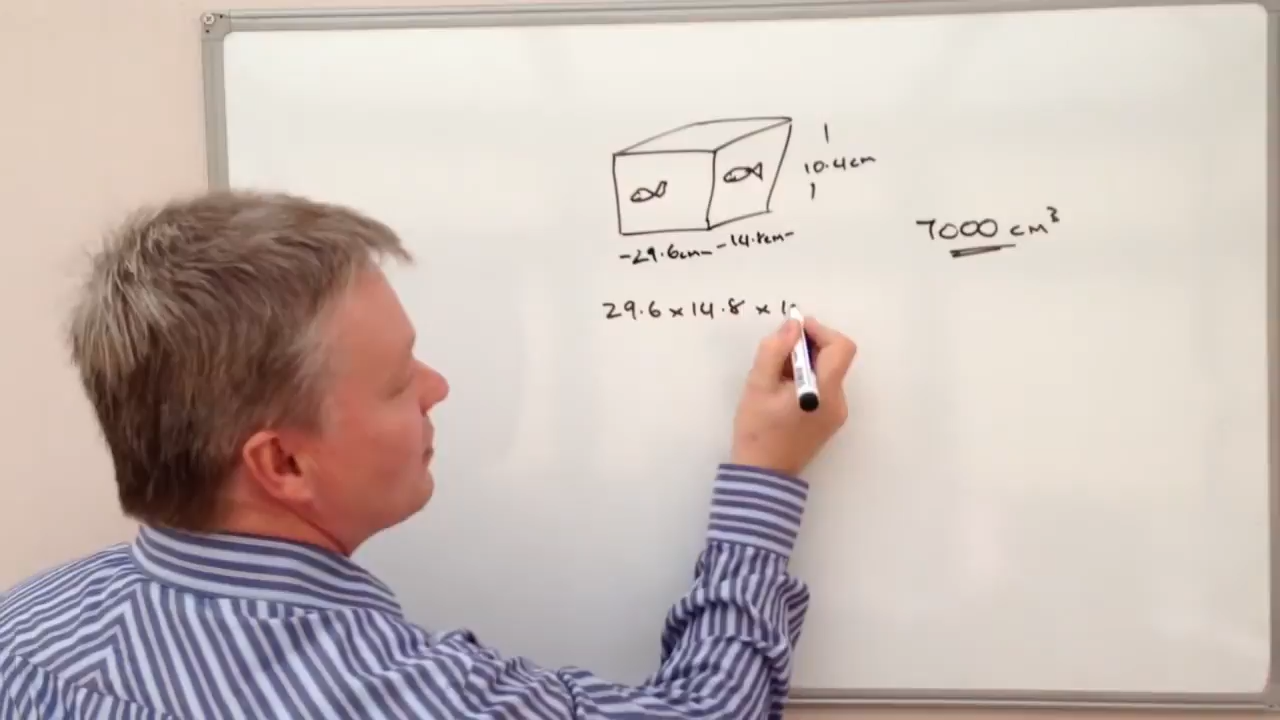 10.4cm
7000 cm³
-29.6cm- -14.8cm-
29.6 x 14.8 x 1